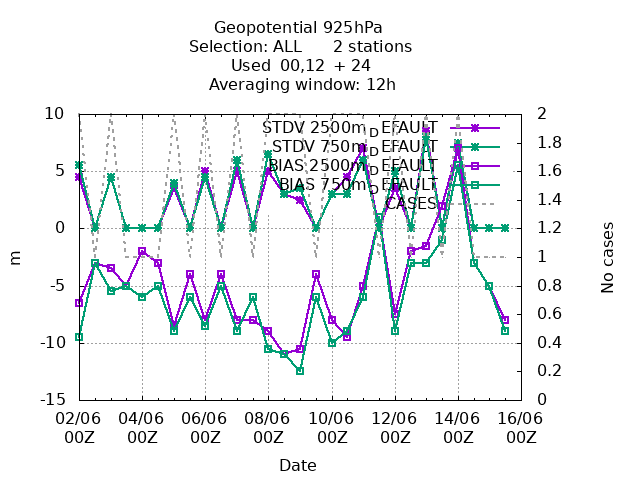 Geopotential 925hPa
Selection: ALL      2 stations
Used  00,12  + 24
Averaging window: 12h
STDV 2500m_DEFAULT
STDV 750m_DEFAULT
BIAS 2500m_DEFAULT
BIAS 750m_DEFAULT
CASES
10
5
0
-5
-10
-15
m
2
1.8
1.6
1.4
1.2
1
0.8
0.6
0.4
0.2
0
No cases
02/06 04/06 06/06 08/06 10/06 12/06 14/06 16/06
00Z 00Z 00Z 00Z 00Z 00Z 00Z 00Z
Date